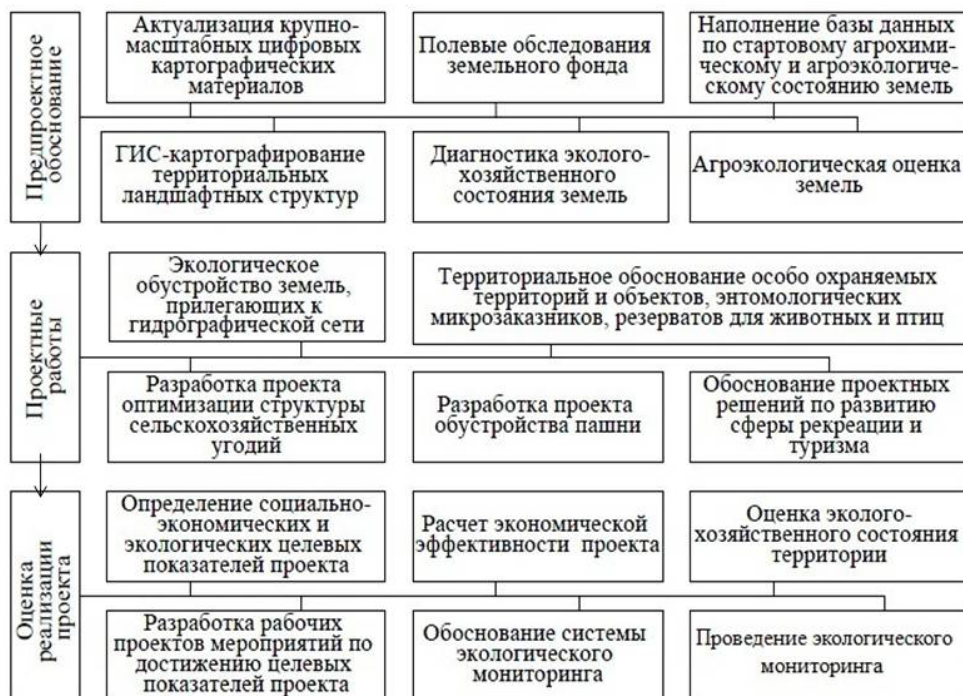 Предпроектное
обоснование
Актуализация крупно-
масштабных цифровых
картографических
материалов
Полевые обследования
земельного фонда
Наполнение базы данных
по стартовому агрохими-
ческому и агроэкологиче-
скому состоянию земель
ГИС-картографирование
территориальных
ландшафтных структур
Диагностика эколого-
хозяйственного
состояния земель
Агроэкологическая оценка
земель
Проектные
работы
Экологическое
обустройство земель,
прилегающих к
гидрографической сети
Территориальное обоснование особо охраняемых
территорий и объектов, энтомологических
микрозаказников, резерватов для животных и птиц
Разработка проекта
оптимизации структуры
сельскохозяйственных
угодий
Разработка проекта
обустройства пашни
Обоснование проектных
решений по развитию
сферы рекреации и
туризма
Оценка
реализации
проекта
Определение социально-
экономических и
экологических целевых
показателей проекта
Расчет экономической
эффективности проекта
Оценка эколого-
хозяйственного состояния
территории
Разработка рабочих
проектов мероприятий по
достижению целевых
показателей проекта
Обоснование системы
экологического
мониторинга
Проведение экологического
мониторинга